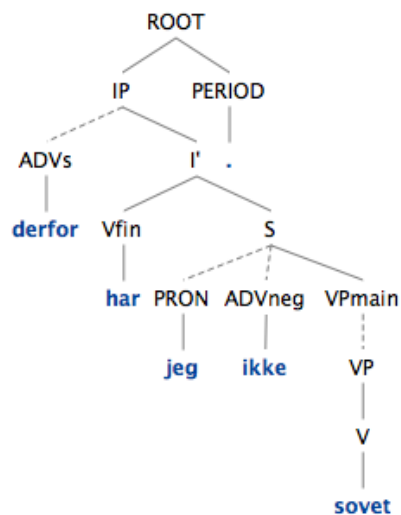 ROOT
IP PERIOD
ADVs I' .
derfor Vfin S
har PRON ADVneg VPmain
jeg ikke VP
V
sovet